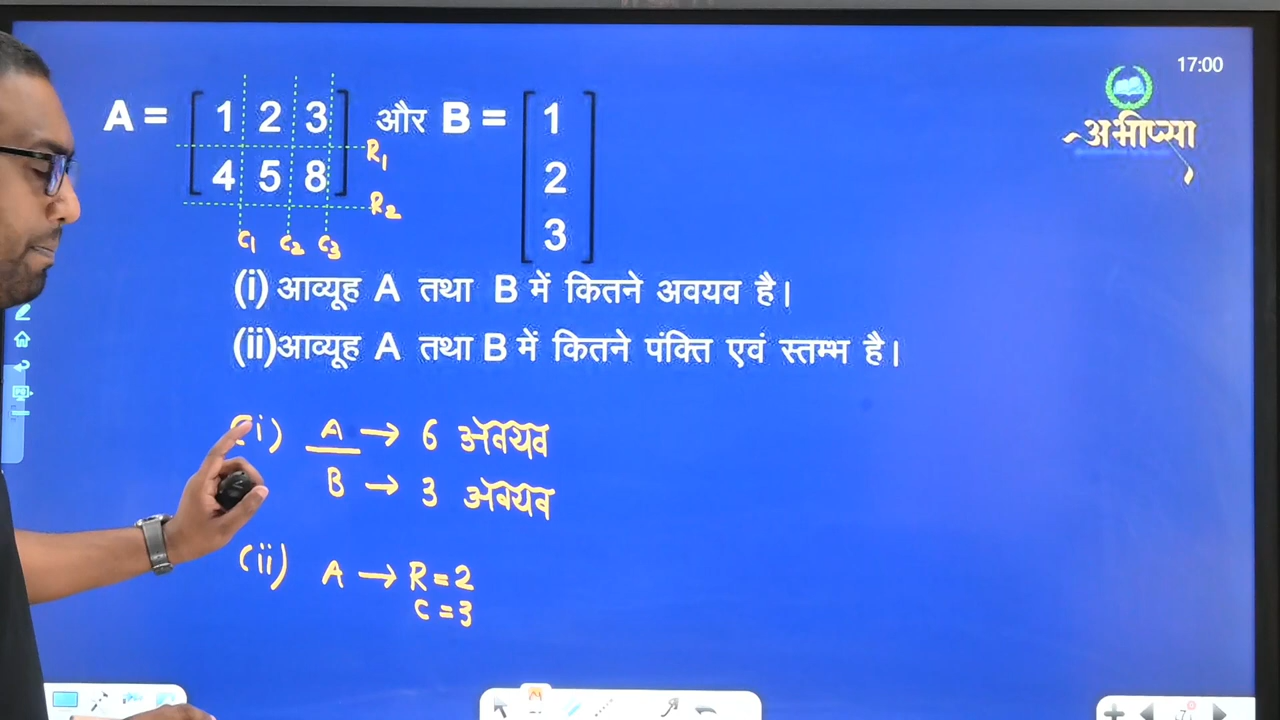 17:00
अभीप्सा
A = [ 1 2 3 और B = [ 1
R₁
4 5 8 ] 2
R₂
3 ]
C₁ C₂ C₃
(i) आव्यूह A तथा B में कितने अवयव है।
(ii)आव्यूह A तथा B में कितने पंक्ति एवं स्तम्भ है।
(i) A → 6 अवयव
B → 3 अवयव
(ii) A → R = 2
C = 3